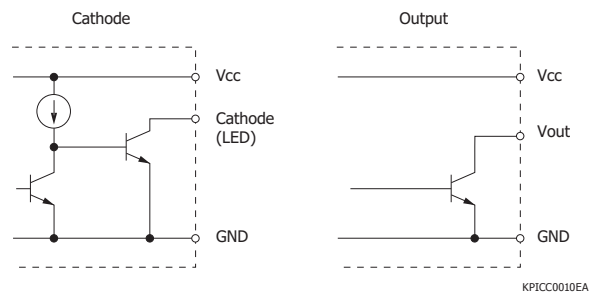 Cathode
Vcc
Cathode
(LED)
GND
Output
Vcc
Vout
GND
KPICC0010EA